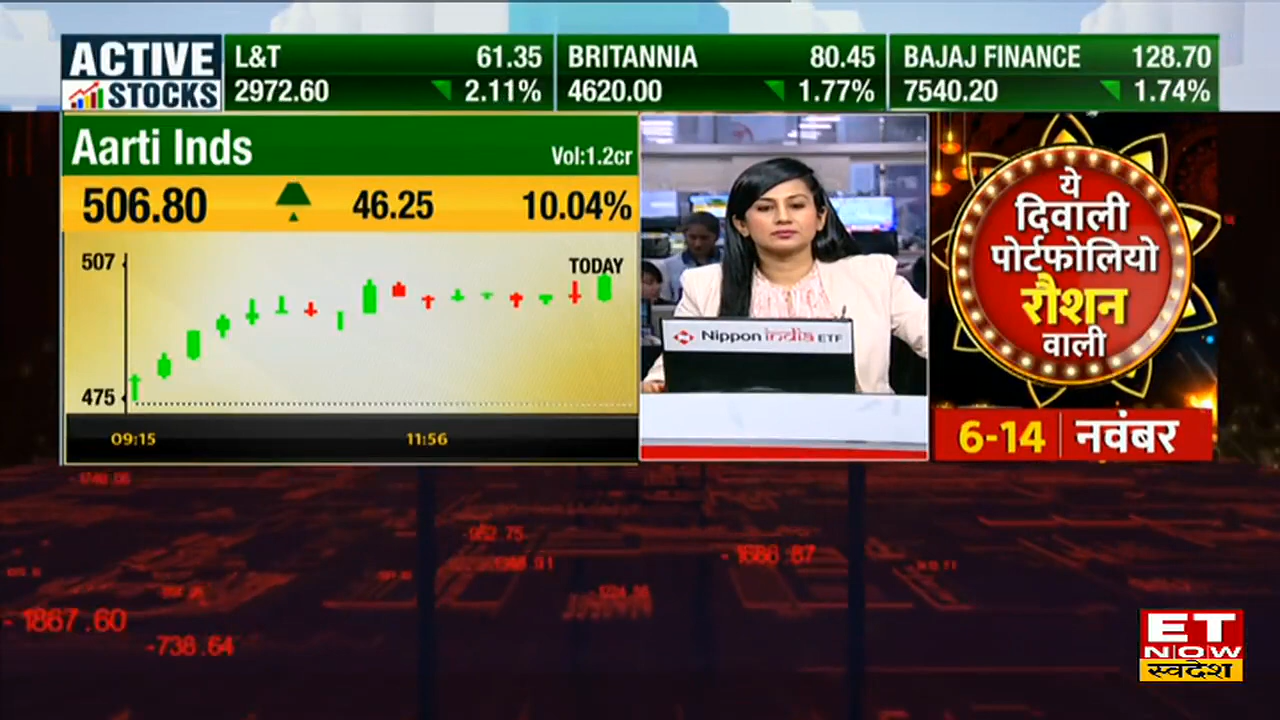 ACTIVE
STOCKS
L&T 61.35
2972.60 2.11%
BRITANNIA 80.45
4620.00 1.77%
BAJAJ FINANCE 128.70
7540.20 1.74%
Aarti Inds
Vol:1.2cr
506.80 46.25 10.04%
507
TODAY
475
09:15 11:56
Nippon india ETF
ये
दिवाली
पोर्टफोलियो
रौशन
वाली
6-14 नवंबर
-952.75
-1686.87
-1867.60
-738.64
ET
NOW
स्वदेश